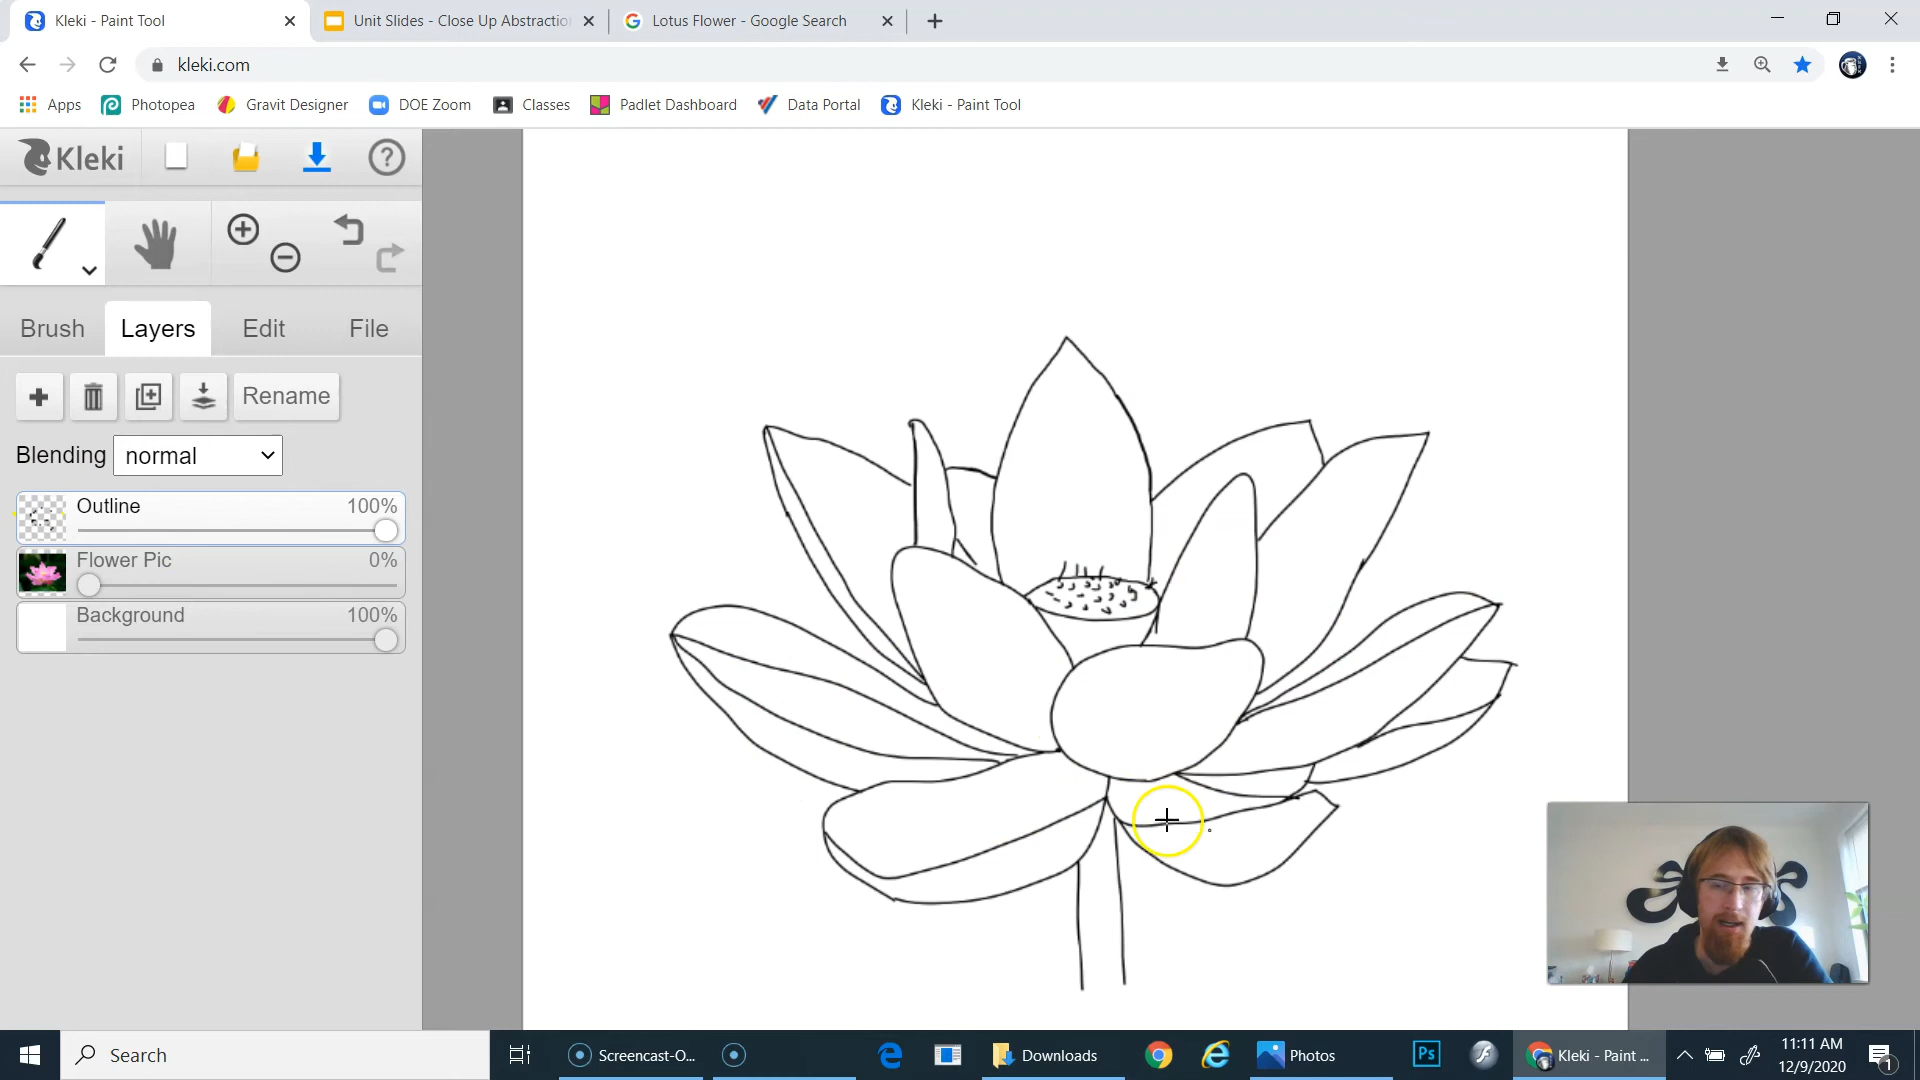 Kleki - Paint Tool
Unit Slides - Close Up Abstractio
Lotus Flower - Google Search
kleki.com
Apps
Photopea
Gravit Designer
DOE Zoom
Classes
Padlet Dashboard
Data Portal
Kleki - Paint Tool
Kleki
Brush
Layers
Edit
File
Rename
Blending
normal
Outline
100%
Flower Pic
0%
Background
100%
Search
Screencast-O...
Downloads
Photos
Ps
Kleki - Paint ...
11:11 AM
12/9/2020
1